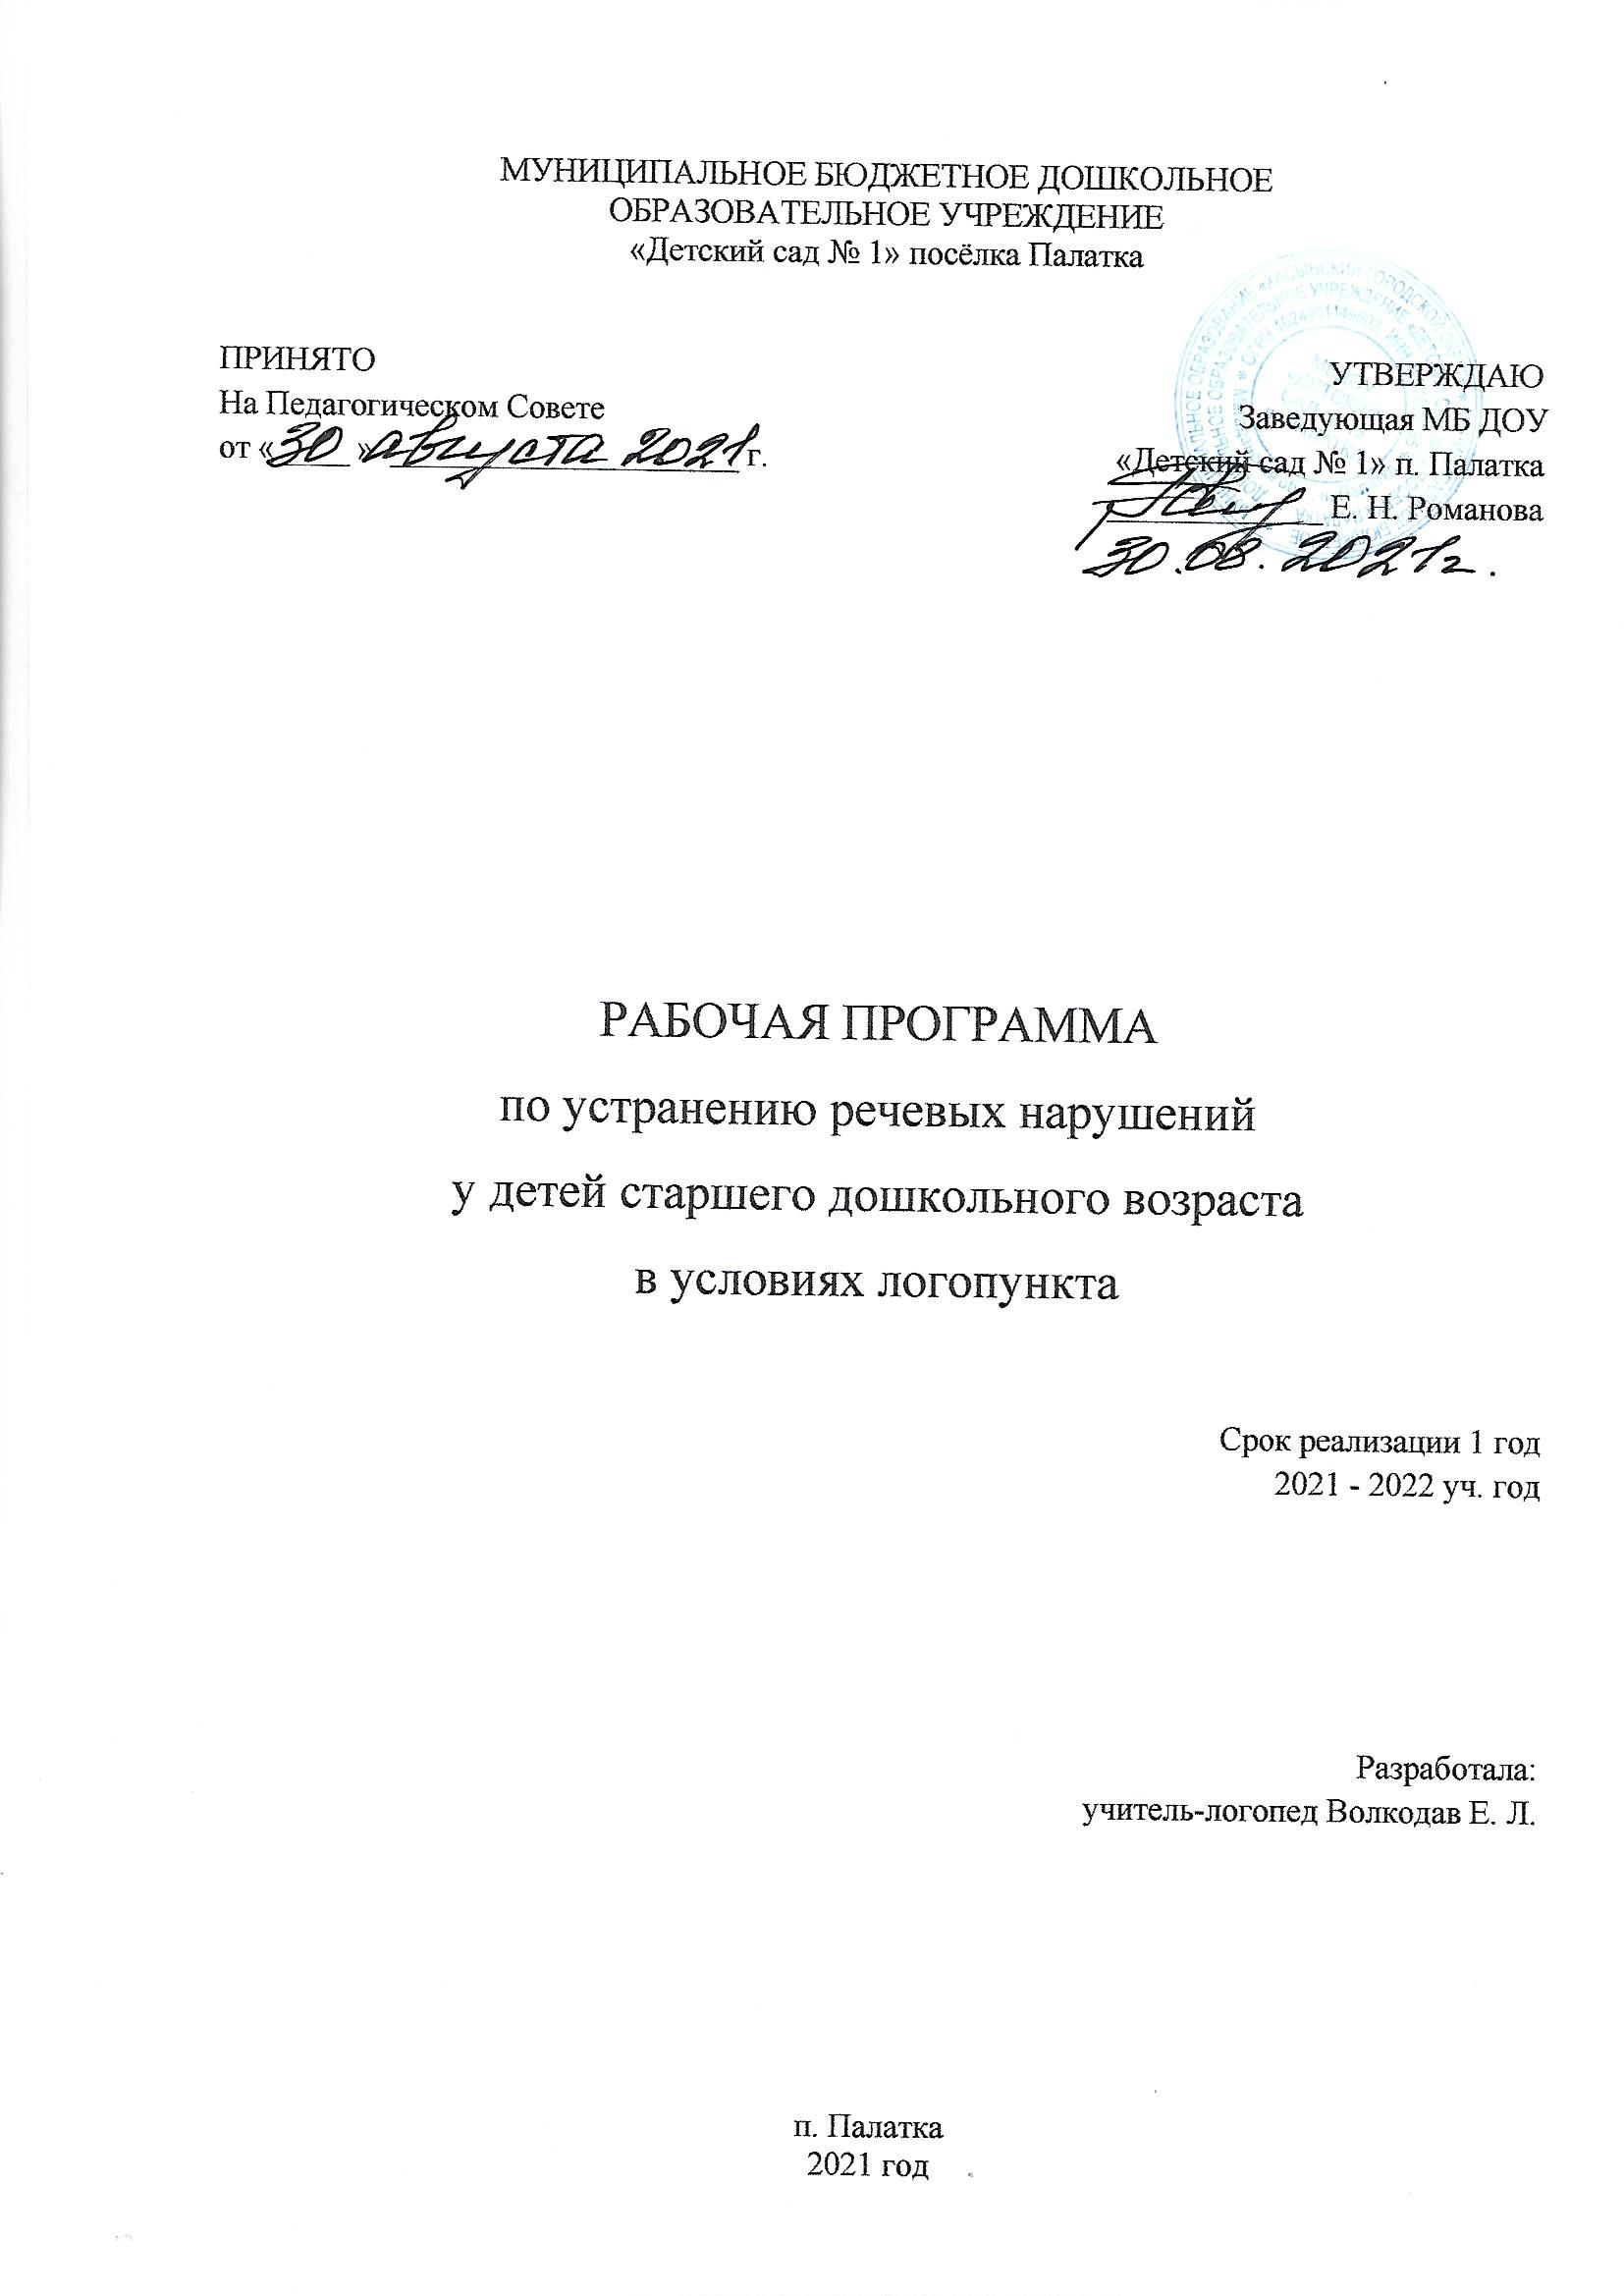 МУНИЦИПАЛЬНОЕ БЮДЖЕТНОЕ ДОШКОЛЬНОЕ
ОБРАЗОВАТЕЛЬНОЕ УЧРЕЖДЕНИЕ
«Детский сад № 1» посёлка Палатка
ПРИНЯТО
На Педагогическом Совете
от «30» августа 2021 г.
УТВЕРЖДАЮ
Заведующая МБ ДОУ
«Детский сад № 1» п. Палатка
Е. Н. Романова
30.08.2021г.
РАБОЧАЯ ПРОГРАММА
по устранению речевых нарушений
у детей старшего дошкольного возраста
в условиях логопункта
Срок реализации 1 год
2021 - 2022 уч. год
Разработала:
учитель-логопед Волкодав Е. Л.
п. Палатка
2021 год